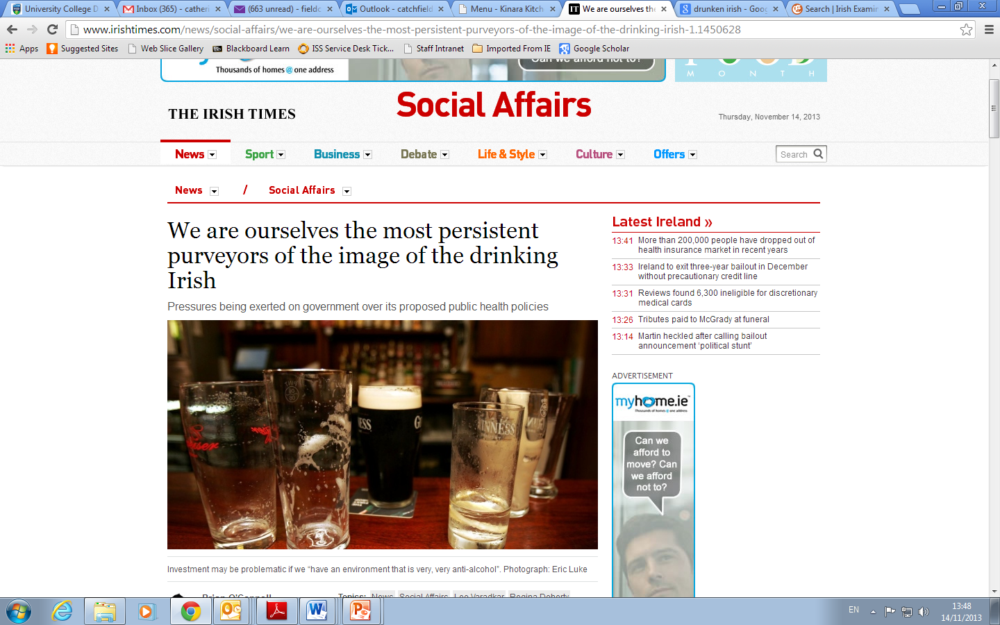 University College D
Inbox (365) - catheri
(663 unread) - fieldc
Outlook - catchfield
Menu - Kinara Kitch
We are ourselves the
drunken irish - Goog
Search | Irish Examin
www.irishtimes.com/news/social-affairs/we-are-ourselves-the-most-persistent-purveyors-of-the-image-of-the-drinking-irish-1.1450628
Apps Suggested Sites Web Slice Gallery Blackboard Learn ISS Service Desk Tick... Staff Intranet Imported From IE Google Scholar
Thousands of homes @ one address
Can we afford not to?
M O N T H
THE IRISH TIMES
Social Affairs
Thursday, November 14, 2013
News Sport Business Debate Life & Style Culture Offers Search
News / Social Affairs
We are ourselves the most persistent
purveyors of the image of the drinking
Irish
Pressures being exerted on government over its proposed public health policies
GUINNESS
Investment may be problematic if we “have an environment that is very, very anti-alcohol”. Photograph: Eric Luke
Brian O'Connell
Topics: News Social Affairs Leo Varadkar Regina Doherty
Latest Ireland »
13:41 More than 200,000 people have dropped out of
health insurance market in recent years
13:33 Ireland to exit three-year bailout in December
without precautionary credit line
13:31 Reviews found 6,300 ineligible for discretionary
medical cards
13:26 Tributes paid to McGrady at funeral
13:14 Martin heckled after calling bailout
announcement ‘political stunt’
ADVERTISEMENT
myhome.ie
Thousands of homes @ one address
Can we
afford to
move? Can
we afford
not to?
EN
13:48
14/11/2013